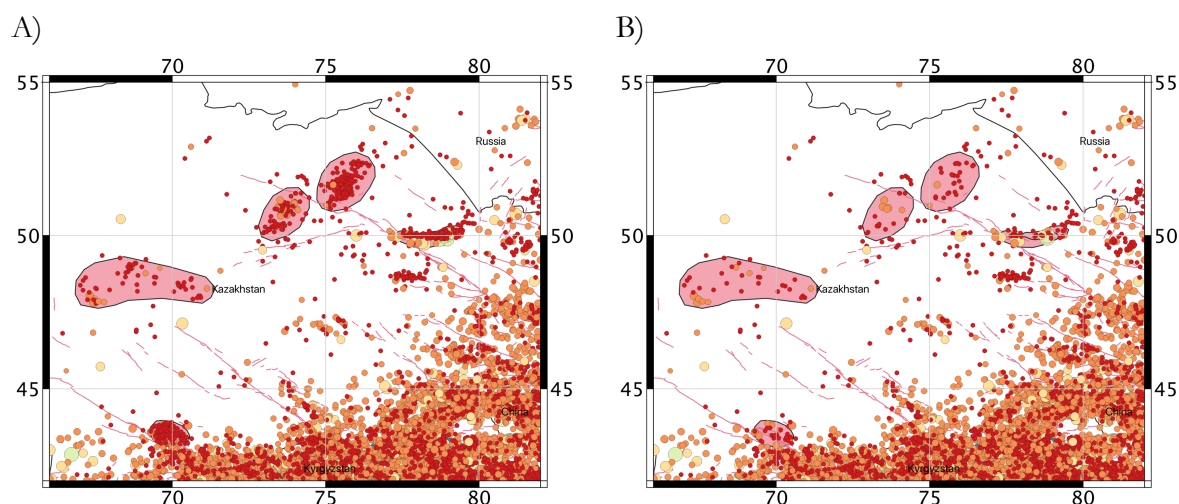 A) B)
70 75 80 70 75 80
55 55 55 55
Russia Russia
50 50 50 50
Kazakhstan Kazakhstan
45 45 45 45
China China
Kyrgyzstan Kyrgyzstan
70 75 80 70 75 80